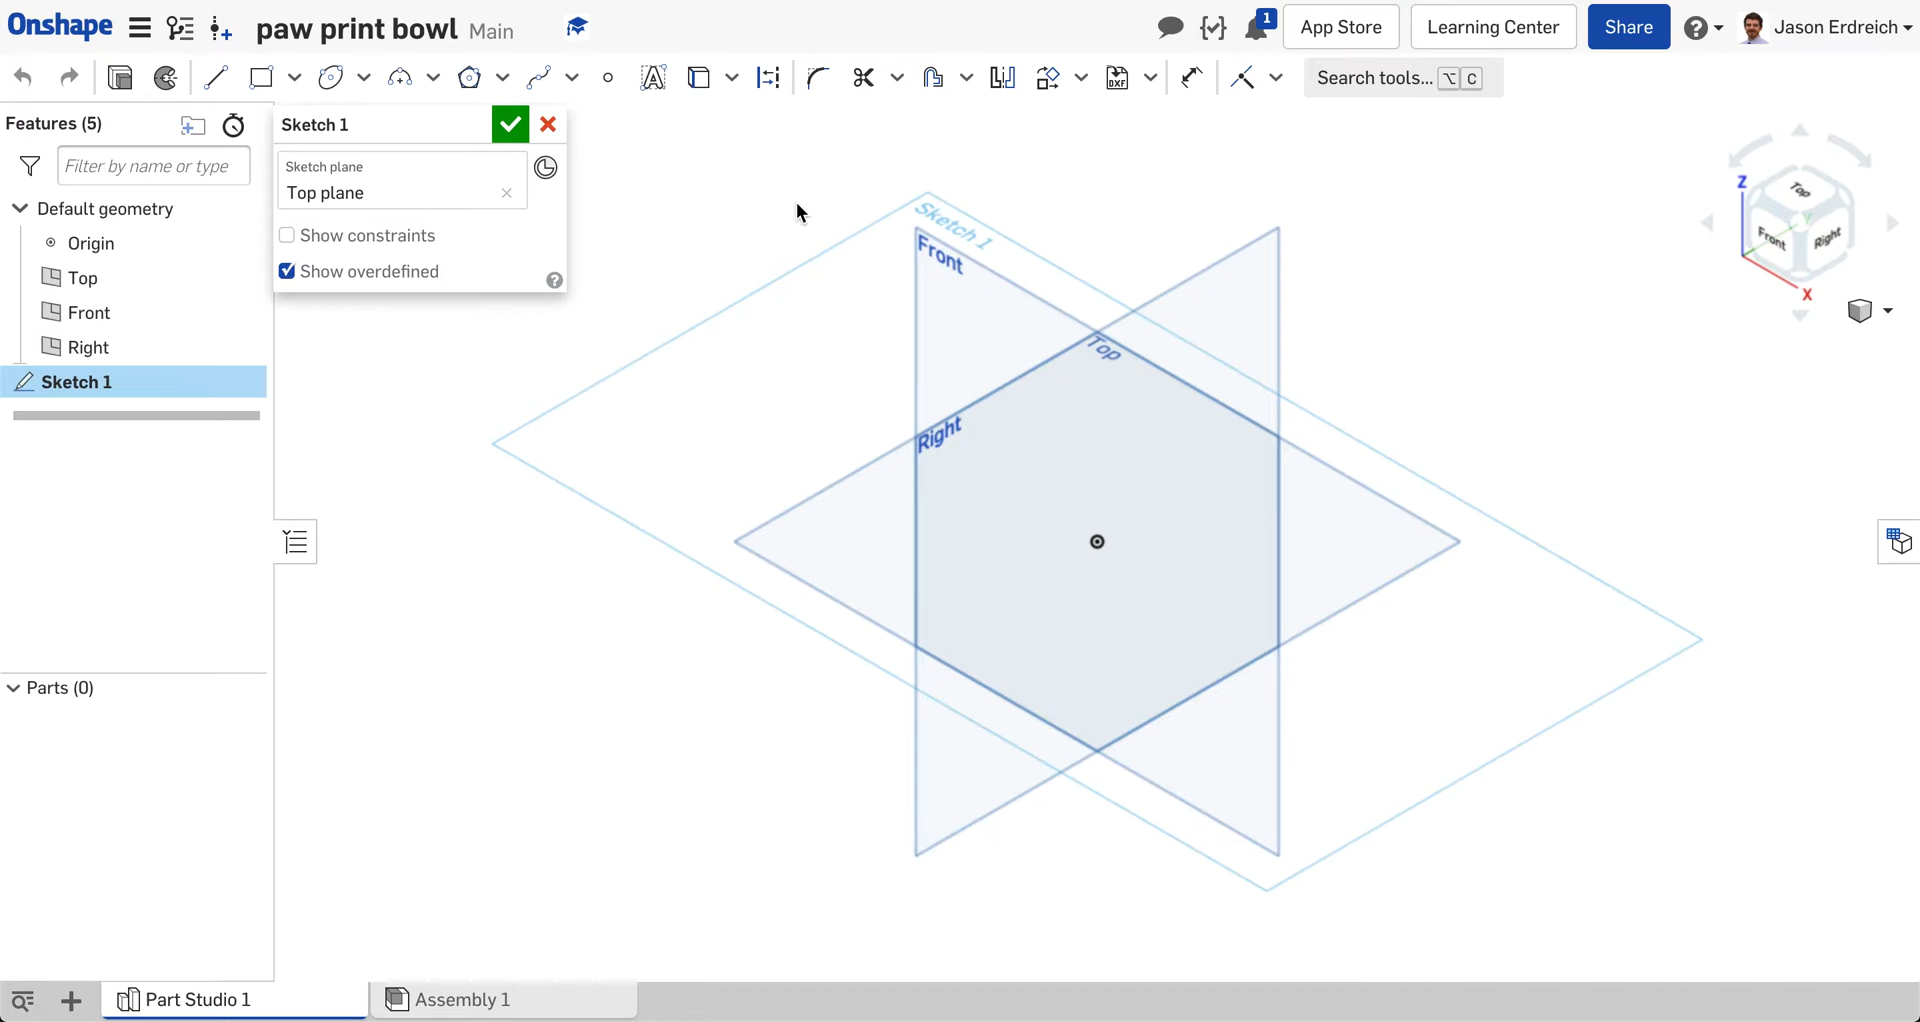 Onshape
paw print bowl Main
1
App Store
Learning Center
Share
Jason Erdreich
Search tools... ⌥ C
Features (5)
Filter by name or type
Default geometry
Origin
Top
Front
Right
Sketch 1
Parts (0)
Sketch 1
Sketch plane
Top plane
Show constraints
Show overdefined
Sketch 1
Front
Top
Right
Z
Top
Y
Front
Right
X
DXF
Part Studio 1
Assembly 1